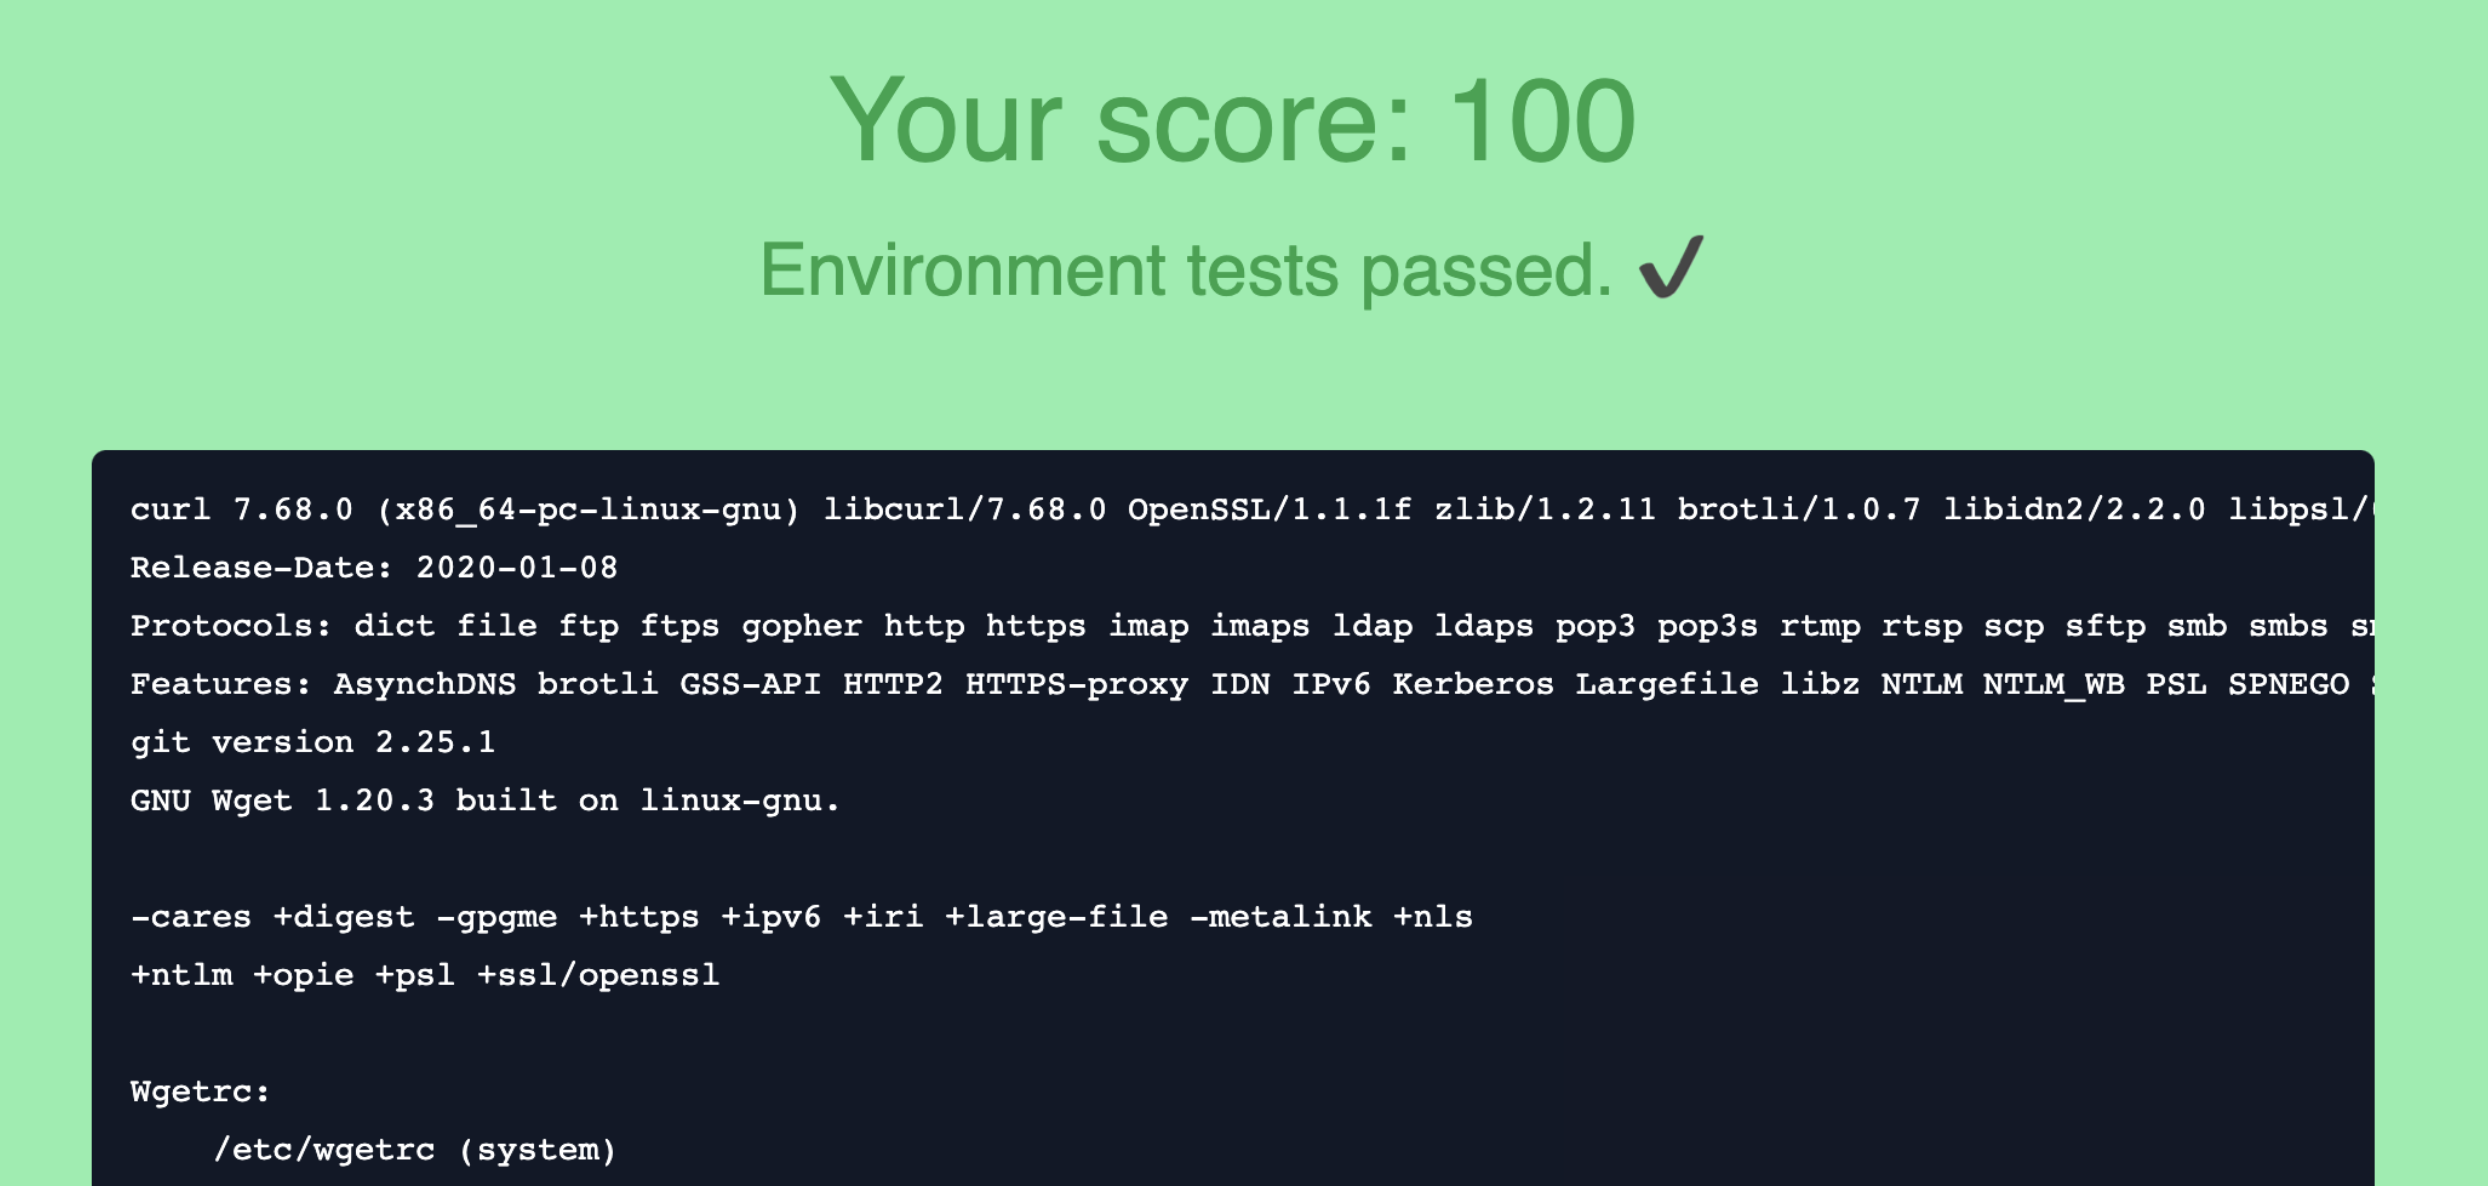 Your score: 100
Environment tests passed. ✔
curl 7.68.0 (x86_64-pc-linux-gnu) libcurl/7.68.0 OpenSSL/1.1.1f zlib/1.2.11 brotli/1.0.7 libidn2/2.2.0 libpsl/
Release-Date: 2020-01-08
Protocols: dict file ftp ftps gopher http https imap imaps ldap ldaps pop3 pop3s rtmp rtsp scp sftp smb smbs
Features: AsynchDNS brotli GSS-API HTTP2 HTTPS-proxy IDN IPv6 Kerberos Largefile libz NTLM NTLM_WB PSL SPNEGO
git version 2.25.1
GNU Wget 1.20.3 built on linux-gnu.
-cares +digest -gpgme +https +ipv6 +iri +large-file -metalink +nls
+ntlm +opie +psl +ssl/openssl
Wgetrc:
/etc/wgetrc (system)